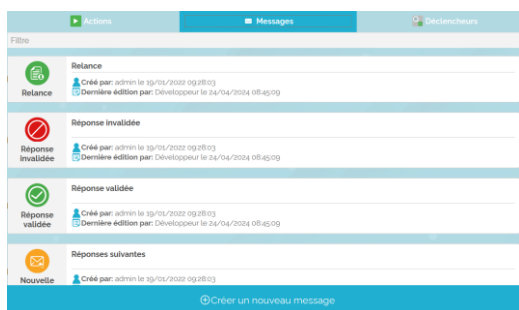 Actions
Messages
Déclencheurs
Filtre
Relance
Relance
Créé par: admin le 19/01/2022 09:28:03
Dernière édition par: Développeur le 24/04/2024 08:45:09
Réponse invalidée
Réponse
invalidée
Créé par: admin le 19/01/2022 09:28:03
Dernière édition par: Développeur le 24/04/2024 08:45:09
Réponse validée
Réponse
validée
Créé par: admin le 19/01/2022 09:28:03
Dernière édition par: Développeur le 24/04/2024 08:45:09
Réponses suivantes
Nouvelle
Créé par: admin le 19/01/2022 09:28:03
Créer un nouveau message